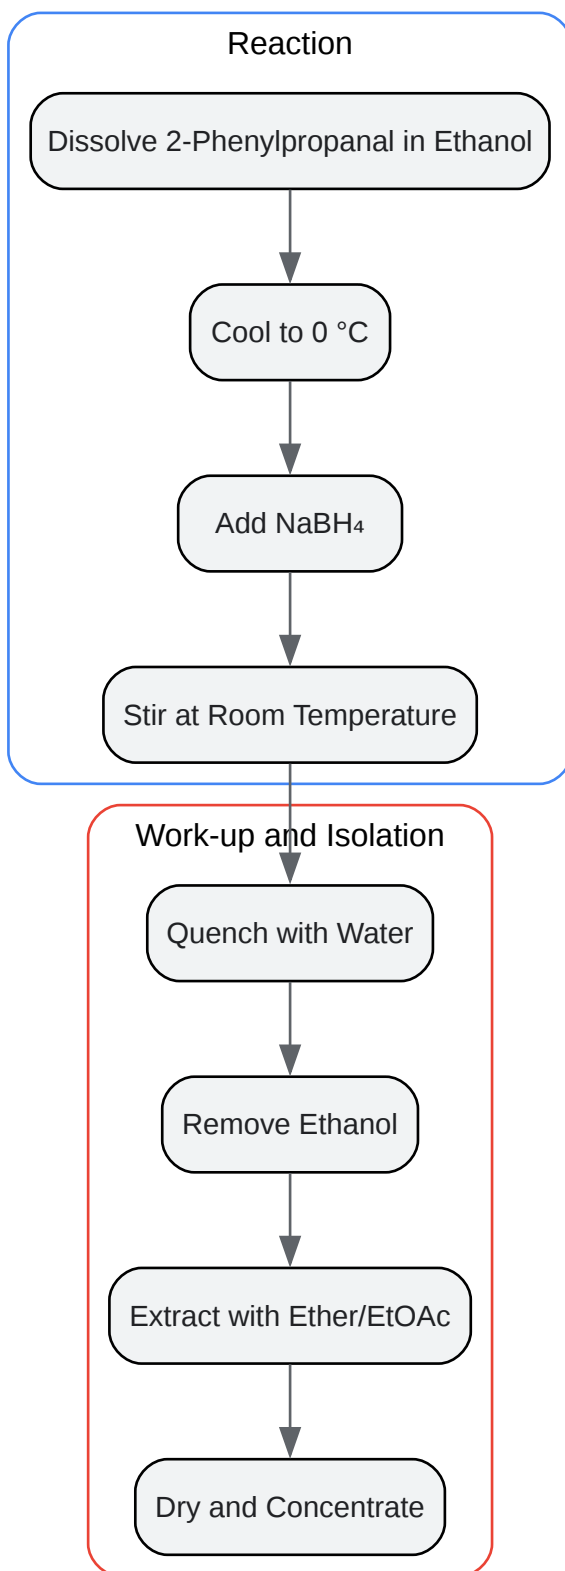 Reaction
Dissolve 2-Phenylpropanal in Ethanol
Cool to 0 °C
Add NaBH₄
Stir at Room Temperature
Work-up and Isolation
Quench with Water
Remove Ethanol
Extract with Ether/EtOAc
Dry and Concentrate